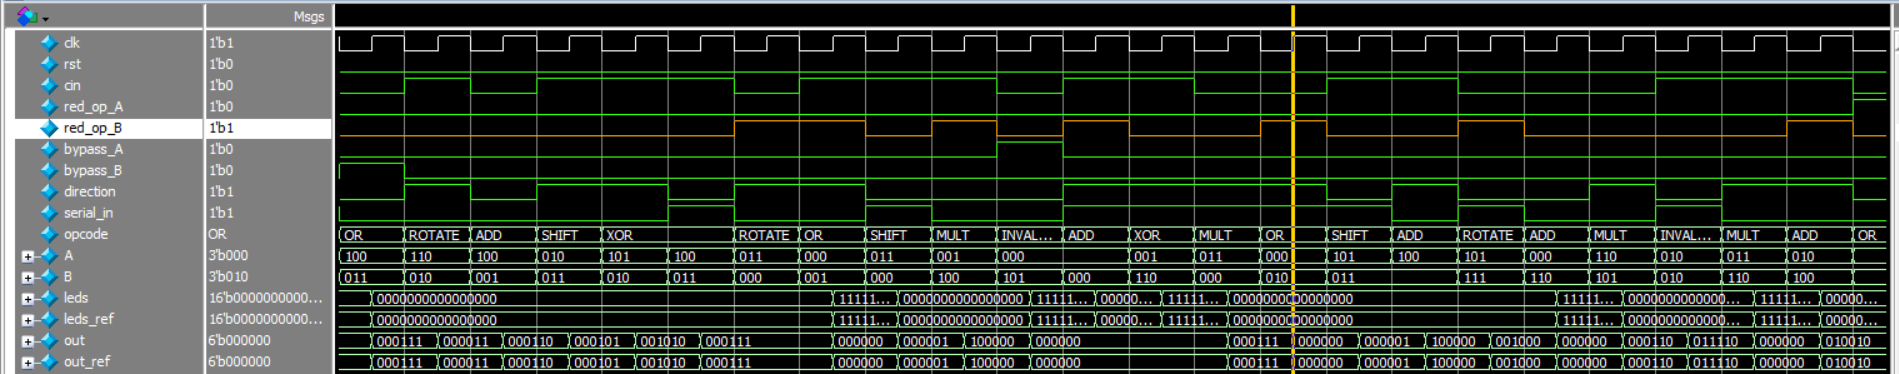 Msgs
clk 1'b1
rst 1'b0
cin 1'b0
red_op_A 1'b0
red_op_B 1'b1
bypass_A 1'b0
bypass_B 1'b0
direction 1'b1
serial_in 1'b1
opcode OR OR ROTATE ADD SHIFT XOR ROTATE OR SHIFT MULT INVAL... ADD XOR MULT OR SHIFT ADD ROTATE ADD MULT INVAL... MULT ADD OR
A 3'b000 100 110 100 010 101 100 011 000 011 001 000 001 011 000 101 100 101 000 110 010 011 010
B 3'b010 011 010 001 011 010 011 000 001 000 100 101 000 110 000 010 011 111 110 101 010 110 100
leds 16'b0000000000... 0000000000000000 11111... 0000000000000000 11111... 00000... 11111... 0000000000000000 11111... 0000000000000... 11111... 00000...
leds_ref 16'b0000000000... 0000000000000000 11111... 0000000000000000 11111... 00000... 11111... 0000000000000000 11111... 0000000000000... 11111... 00000...
out 6'b000000 000111 000011 000110 000101 001010 000111 000000 000001 100000 000000 000111 000000 000001 100000 001000 000000 000110 011110 000000 010010
out_ref 6'b000000 000111 000011 000110 000101 001010 000111 000000 000001 100000 000000 000111 000000 000001 100000 001000 000000 000110 011110 000000 010010